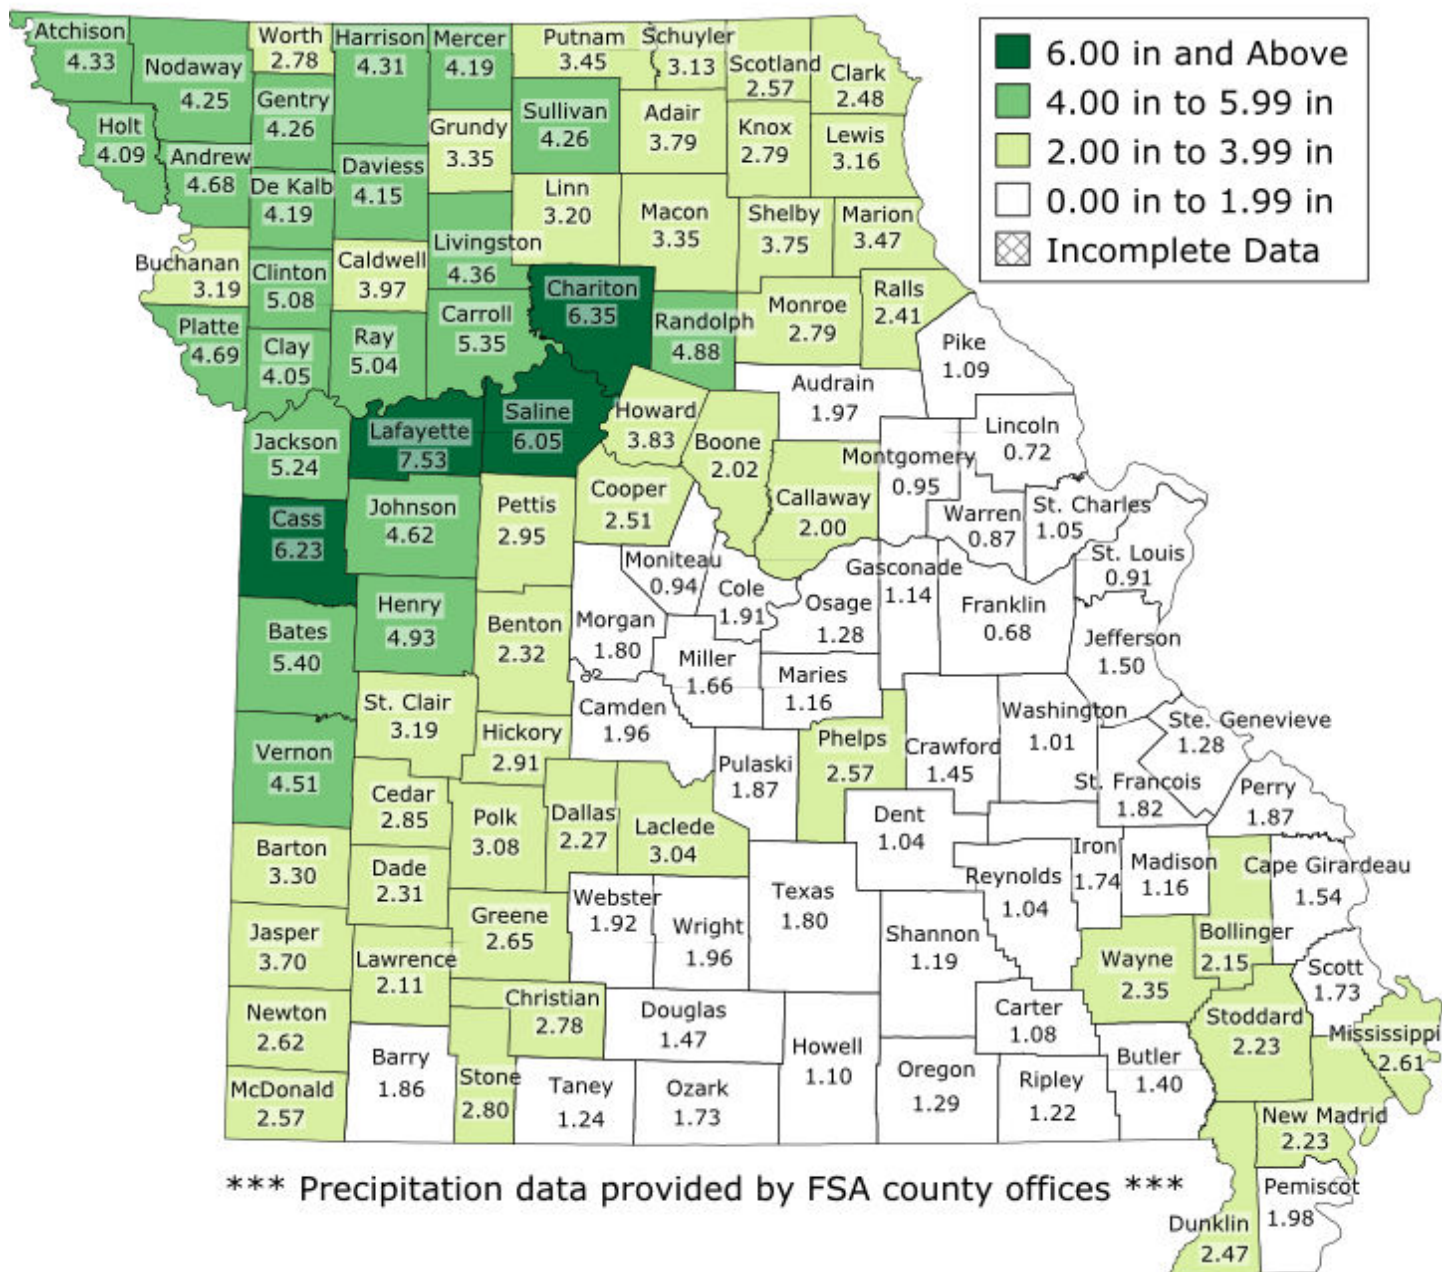 Atchison
4.33
Nodaway
4.25
Worth
2.78
Harrison
4.31
Mercer
4.19
Putnam
3.45
Schuyler
3.13
Scotland
2.57
Clark
2.48
6.00 in and Above
4.00 in to 5.99 in
2.00 in to 3.99 in
0.00 in to 1.99 in
Incomplete Data
Holt
4.09
Andrew
4.68
Gentry
4.26
De Kalb
4.19
Daviess
4.15
Grundy
3.35
Sullivan
4.26
Adair
3.79
Knox
2.79
Lewis
3.16
Linn
3.20
Macon
3.35
Shelby
3.75
Marion
3.47
Buchanan
3.19
Clinton
5.08
Caldwell
3.97
Livingston
4.36
Chariton
6.35
Randolph
4.88
Monroe
2.79
Ralls
2.41
Pike
1.09
Platte
4.69
Clay
4.05
Ray
5.04
Carroll
5.35
Audrain
1.97
Jackson
5.24
Lafayette
7.53
Saline
6.05
Howard
3.83
Boone
2.02
Callaway
2.00
Montgomery
0.95
Lincoln
0.72
Warren
0.87
St. Charles
1.05
St. Louis
0.91
Cass
6.23
Johnson
4.62
Pettis
2.95
Cooper
2.51
Moniteau
0.94
Cole
1.91
Osage
1.28
Gasconade
1.14
Franklin
0.68
Jefferson
1.50
Bates
5.40
Henry
4.93
Benton
2.32
Morgan
1.80
Miller
1.66
Maries
1.16
Camden
1.96
St. Clair
3.19
Hickory
2.91
Vernon
4.51
Pulaski
1.87
Phelps
2.57
Crawford
1.45
Washington
1.01
Ste. Genevieve
1.28
St. Francois
1.82
Perry
1.87
Cedar
2.85
Polk
3.08
Dallas
2.27
Laclede
3.04
Dent
1.04
Iron
1.74
Madison
1.16
Cape Girardeau
1.54
Barton
3.30
Dade
2.31
Webster
1.92
Wright
1.96
Texas
1.80
Reynolds
1.04
Bollinger
2.15
Jasper
3.70
Lawrence
2.11
Greene
2.65
Shannon
1.19
Wayne
2.35
Scott
1.73
Newton
2.62
Christian
2.78
Douglas
1.47
Howell
1.10
Carter
1.08
Stoddard
2.23
Mississippi
2.61
McDonald
2.57
Barry
1.86
Stone
2.80
Taney
1.24
Ozark
1.73
Oregon
1.29
Ripley
1.22
Butler
1.40
New Madrid
2.23
*** Precipitation data provided by FSA county offices ***
Pemiscot
1.98
Dunklin
2.47